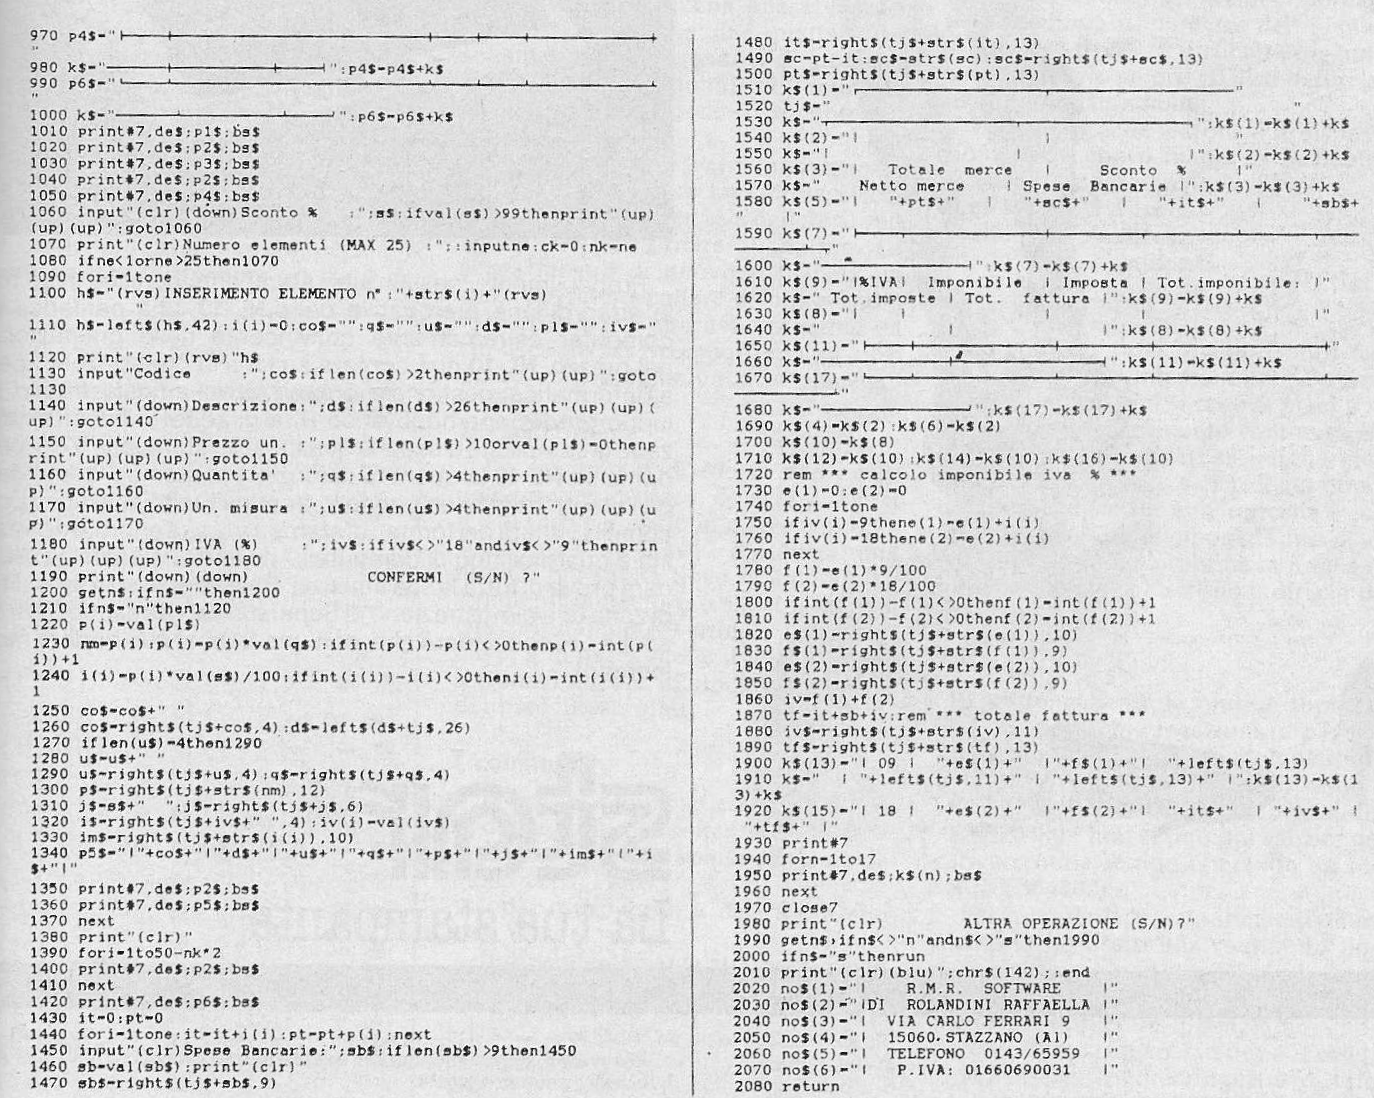 970 p4$="├───┼──────────────────────────┼────┼──────┼────┼
"
980 k$="──────────────┼────┤":p4$=p4$+k$
990 p6$="└───┴──────────────────────────┴────┴──────┴────┴
"
1000 k$="──────────────┴────┘":p6$=p6$+k$
1010 print#7,de$;p1$;bs$
1020 print#7,de$;p2$;bs$
1030 print#7,de$;p3$;bs$
1040 print#7,de$;p2$;bs$
1050 print#7,de$;p4$;bs$
1060 input"(clr)(down)Sconto %   :";s$:ifval(s$)>99thenprint"(up)
(up)(up)":goto1060
1070 print"(clr)Numero elementi (MAX 25) :";:inputne:ck=0:nk=ne
1080 ifne<1orne>25then1070
1090 fori=1tone
1100 h$="(rvs)INSERIMENTO ELEMENTO n° :"+str$(i)+"(rvs)
"
1110 h$=left$(h$,42):i(i)=0:co$="":q$="":u$="":d$="":pl$="":iv$="
"
1120 print"(clr)(rvs)"h$
1130 input"Codice     :";co$:iflen(co$)>2thenprint"(up)(up)":goto
1130
1140 input"(down)Descrizione:";d$:iflen(d$)>26thenprint"(up)(up)(
up)":goto1140
1150 input"(down)Prezzo un. :";pl$:iflen(pl$)>10orval(pl$)=0thenp
rint"(up)(up)(up)":goto1150
1160 input"(down)Quantita'  :";q$:iflen(q$)>4thenprint"(up)(up)(u
p)":goto1160
1170 input"(down)Un. misura :";u$:iflen(u$)>4thenprint"(up)(up)(u
p)":goto1170
1180 input"(down)IVA (%)    :";iv$:ifiv$<>"18"andiv$<>"9"thenprin
t"(up)(up)(up)":goto1180
1190 print"(down)(down)            CONFERMI  (S/N) ?"
1200 getn$:ifn$=""then1200
1210 ifn$="n"then1120
1220 p(i)=val(pl$)
1230 nm=p(i):p(i)=p(i)*val(q$):ifint(p(i))-p(i)<>0thenp(i)=int(p(
i))+1
1240 i(i)=p(i)*val(s$)/100:ifint(i(i))-i(i)<>0theni(i)=int(i(i))+
1
1250 co$=co$+" "
1260 co$=right$(tj$+co$,4):d$=left$(d$+tj$,26)
1270 iflen(u$)=4then1290
1280 u$=u$+" "
1290 u$=right$(tj$+u$,4):q$=right$(tj$+q$,4)
1300 p$=right$(tj$+str$(nm),12)
1310 j$=s$+"  ":j$=right$(tj$+j$,6)
1320 i$=right$(tj$+iv$+" ",4):iv(i)=val(iv$)
1330 im$=right$(tj$+str$(i(i)),10)
1340 p5$="|"+co$+"|"+d$+"|"+u$+"|"+q$+"|"+p$+"|"+j$+"|"+im$+"|"+i
$+"|"
1350 print#7,de$;p2$;bs$
1360 print#7,de$;p5$;bs$
1370 next
1380 print"(clr)"
1390 fori=1to50-nk*2
1400 print#7,de$;p2$;bs$
1410 next
1420 print#7,de$;p6$;bs$
1430 it=0:pt=0
1440 fori=1tone:it=it+i(i):pt=pt+p(i):next
1450 input"(clr)Spese Bancarie:";sb$:iflen(sb$)>9then1450
1460 sb=val(sb$):print"(clr)"
1470 sb$=right$(tj$+sb$,9)
1480 it$=right$(tj$+str$(it),13)
1490 sc=pt-it:sc$=str$(sc):sc$=right$(tj$+sc$,13)
1500 pt$=right$(tj$+str$(pt),13)
1510 k$(1)="┌──────────────────┬──────────────────"
1520 tj$="                    "
1530 k$="──────────────────┬──────────────────┐":k$(1)=k$(1)+k$
1540 k$(2)="|                  |                  "
1550 k$="|                  |                  |":k$(2)=k$(2)+k$
1560 k$(3)="|   Totale  merce   |     Sconto  %     |"
1570 k$="    Netto merce    | Spese  Bancarie |":k$(3)=k$(3)+k$
1580 k$(5)="|   "+pt$+"   |   "+sc$+"   |   "+it$+"   |    "+sb$+
"    |"
1590 k$(7)="├───┬──────────────┼──────────┬────────
─────────"
1600 k$="──────────────┤":k$(7)=k$(7)+k$
1610 k$(9)="|%IVA|  Imponibile  | Imposta | Tot.imponibile: |"
1620 k$=" Tot.imposte | Tot.  fattura |":k$(9)=k$(9)+k$
1630 k$(8)="|    |              |         |                 |"
1640 k$="             |               |":k$(8)=k$(8)+k$
1650 k$(11)="├────┼──────────────┼─────────┼─────────────────┼"
1660 k$="─────────────┼───────────────┤":k$(11)=k$(11)+k$
1670 k$(17)="└────┴──────────────┴─────────┴────────
─────────"
1680 k$="───────────────┘":k$(17)=k$(17)+k$
1690 k$(4)=k$(2):k$(6)=k$(2)
1700 k$(10)=k$(8)
1710 k$(12)=k$(10):k$(14)=k$(10):k$(16)=k$(10)
1720 rem *** calcolo imponibile iva  % ***
1730 e(1)=0:e(2)=0
1740 fori=1tone
1750 ifiv(i)=9thene(1)=e(1)+i(i)
1760 ifiv(i)=18thene(2)=e(2)+i(i)
1770 next
1780 f(1)=e(1)*9/100
1790 f(2)=e(2)*18/100
1800 ifint(f(1))-f(1)<>0thenf(1)=int(f(1))+1
1810 ifint(f(2))-f(2)<>0thenf(2)=int(f(2))+1
1820 e$(1)=right$(tj$+str$(e(1)),10)
1830 f$(1)=right$(tj$+str$(f(1)),9)
1840 e$(2)=right$(tj$+str$(e(2)),10)
1850 f$(2)=right$(tj$+str$(f(2)),9)
1860 iv=f(1)+f(2)
1870 tf=it+sb+iv:rem *** totale fattura ***
1880 iv$=right$(tj$+str$(iv),11)
1890 tf$=right$(tj$+str$(tf),13)
1900 k$(13)="| 09 |  "+e$(1)+"  |"+f$(1)+"|  "+left$(tj$,13)
1910 k$="  | "+left$(tj$,11)+" | "+left$(tj$,13)+" |":k$(13)=k$(1
3)+k$
1920 k$(15)="| 18 |   "+e$(2)+"  |"+f$(2)+"|  "+it$+"  | "+iv$+" |
 "+tf$+" |"
1930 print#7
1940 forn=1to17
1950 print#7,de$;k$(n);bs$
1960 next
1970 close7
1980 print"(clr)        ALTRA OPERAZIONE (S/N)?"
1990 getn$:ifn$<>"n"andn$<>"s"then1990
2000 ifn$="s"thenrun
2010 print"(clr)(blu)";chr$(142);:end
2020 no$(1)="|    R.M.R.  SOFTWARE    |"
2030 no$(2)="|DI  ROLANDINI RAFFAELLA |"
2040 no$(3)="|  VIA CARLO FERRARI 9   |"
2050 no$(4)="|  15060 STAZZANO (Al)   |"
2060 no$(5)="|  TELEFONO  0143/65959  |"
2070 no$(6)="|   P.IVA: 01660690031   |"
2080 return